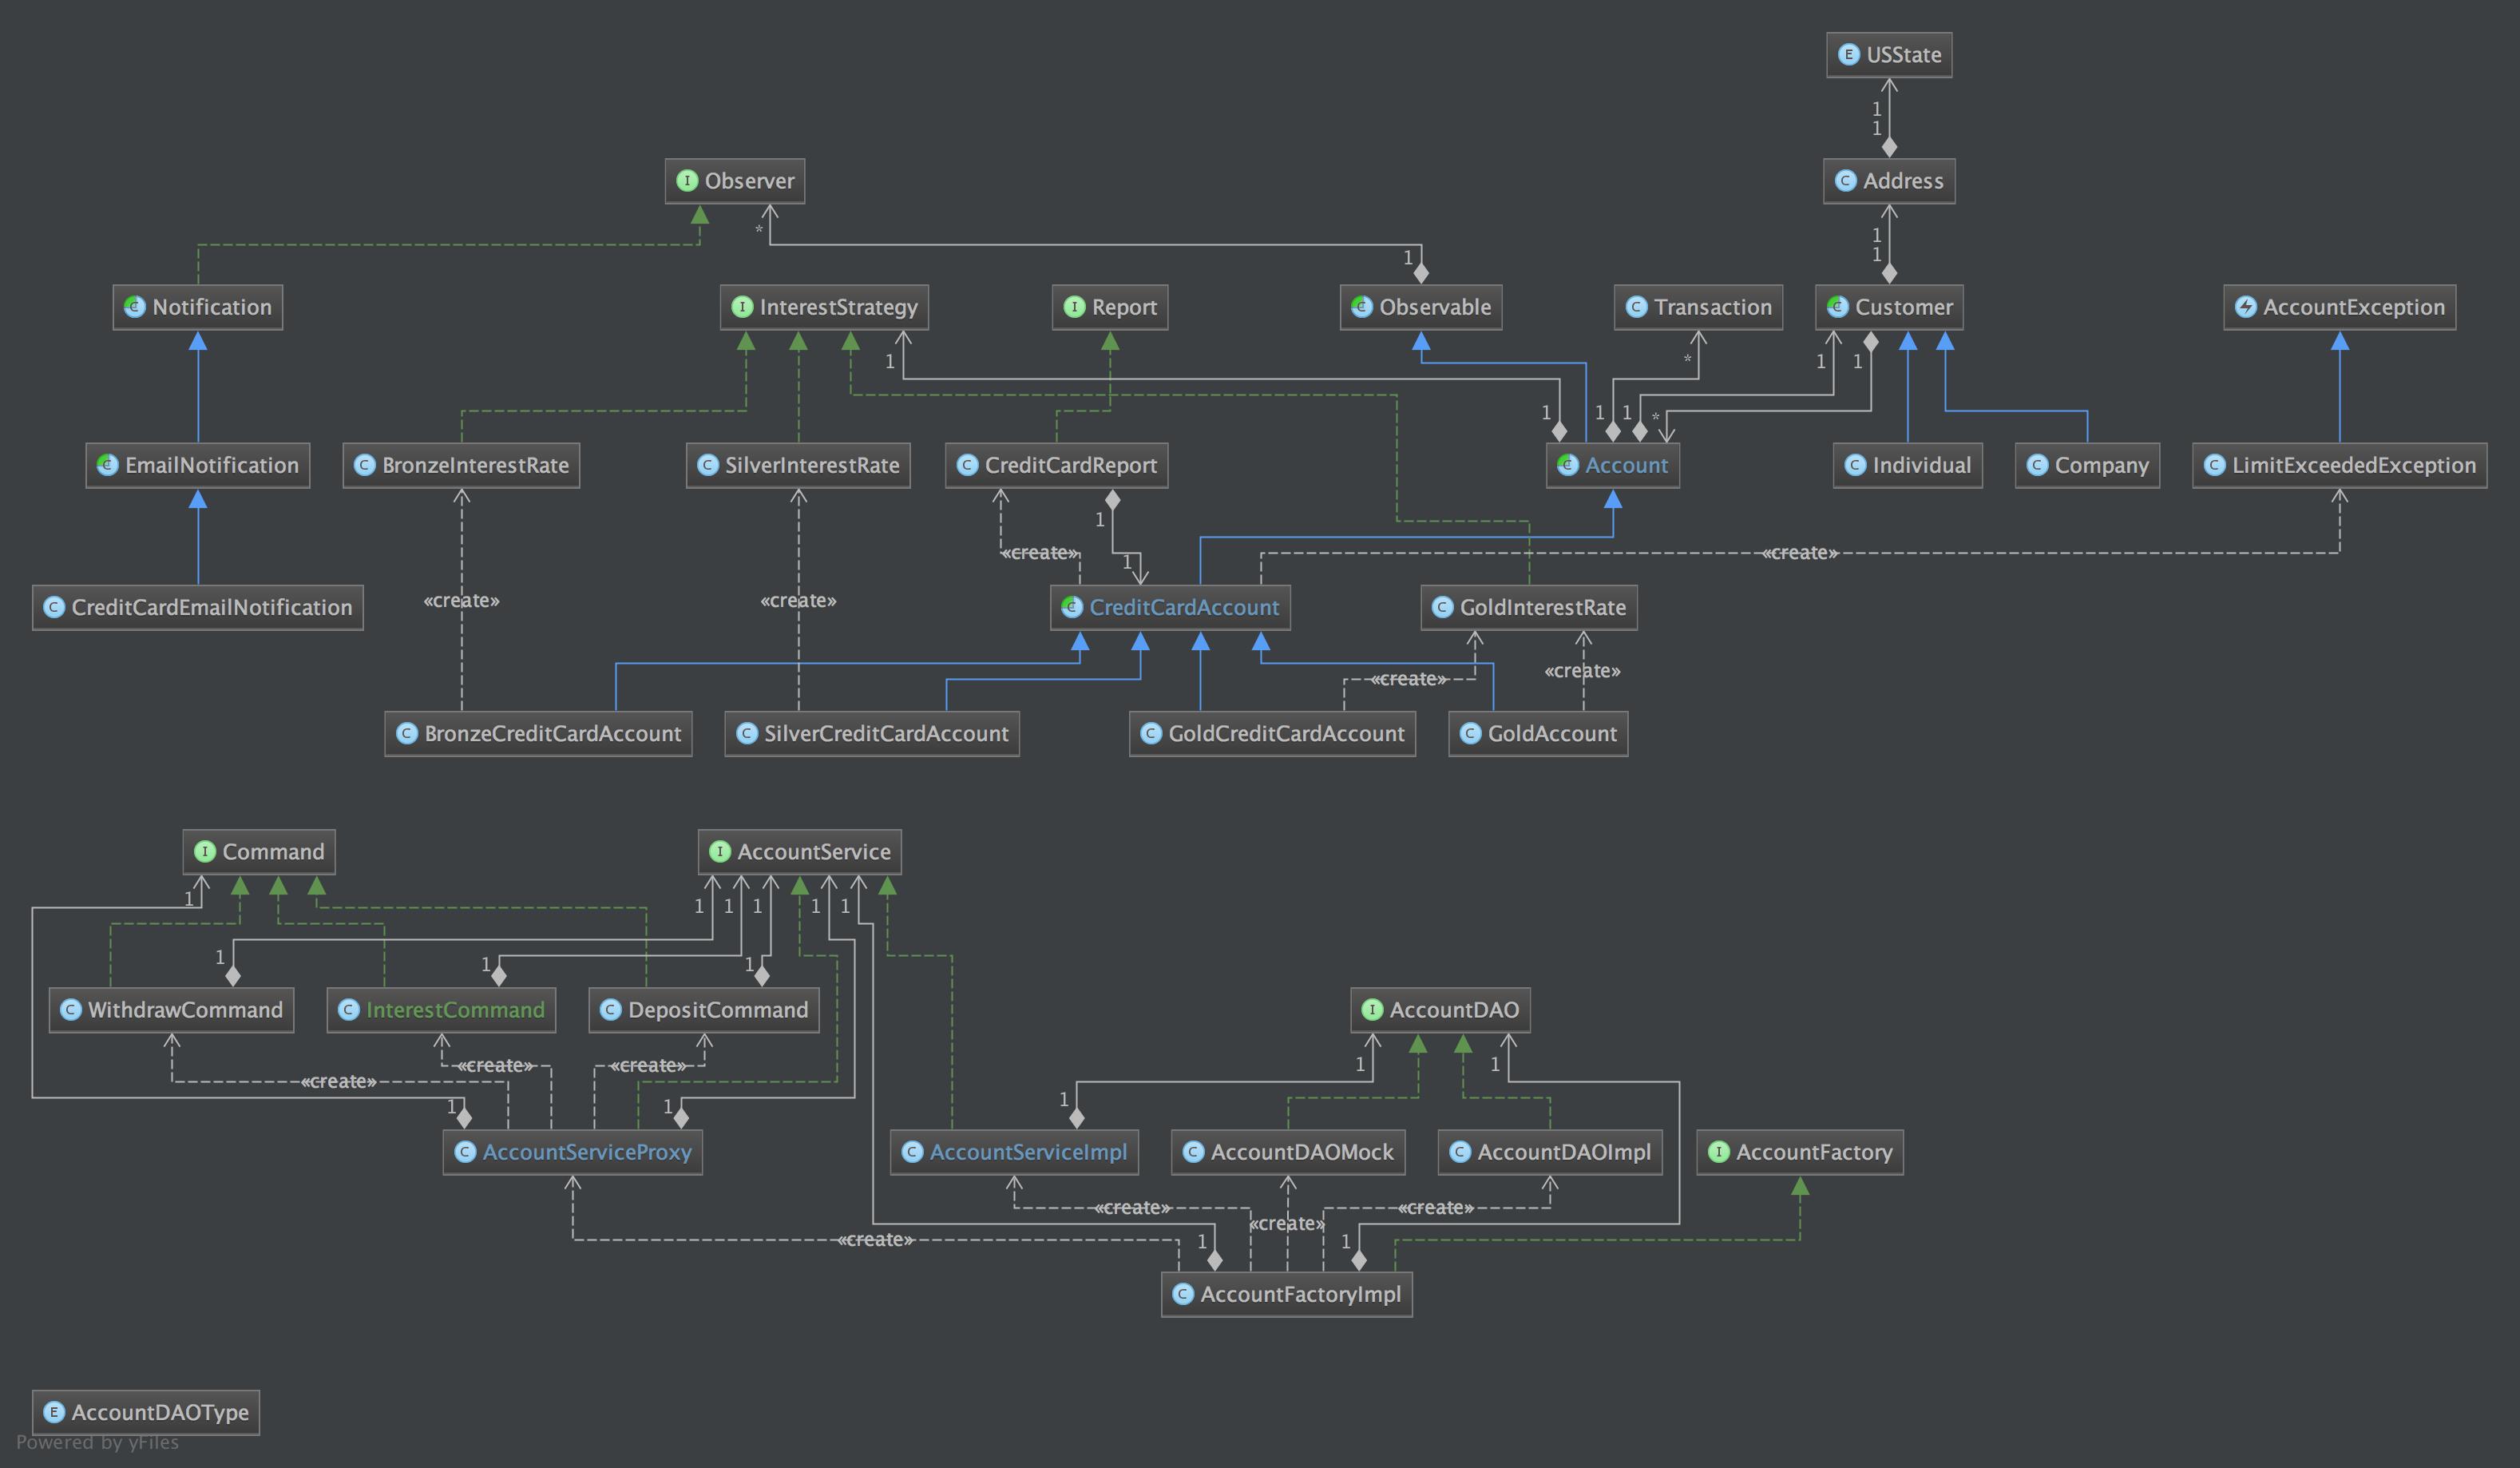 E USState
1
1
I Observer
C Address
*
1
1
1
C Notification
I InterestStrategy
I Report
C Observable
C Transaction
C Customer
AccountException
1
*
1
1
1
1
1
*
C EmailNotification
C BronzeInterestRate
C SilverInterestRate
C CreditCardReport
C Account
C Individual
C Company
C LimitExceededException
1
«create»
1
«create»
«create»
«create»
C CreditCardEmailNotification
C CreditCardAccount
C GoldInterestRate
«create»
«create»
C BronzeCreditCardAccount
C SilverCreditCardAccount
C GoldCreditCardAccount
C GoldAccount
I Command
I AccountService
1
1
1
1
1
1
1
1
1
C WithdrawCommand
C InterestCommand
C DepositCommand
I AccountDAO
«create»
«create»
«create»
1
1
1
1
1
C AccountServiceProxy
C AccountServiceImpl
C AccountDAOMock
C AccountDAOImpl
I AccountFactory
«create»
«create»
«create»
«create»
1
1
C AccountFactoryImpl
E AccountDAOType
Powered by yFiles